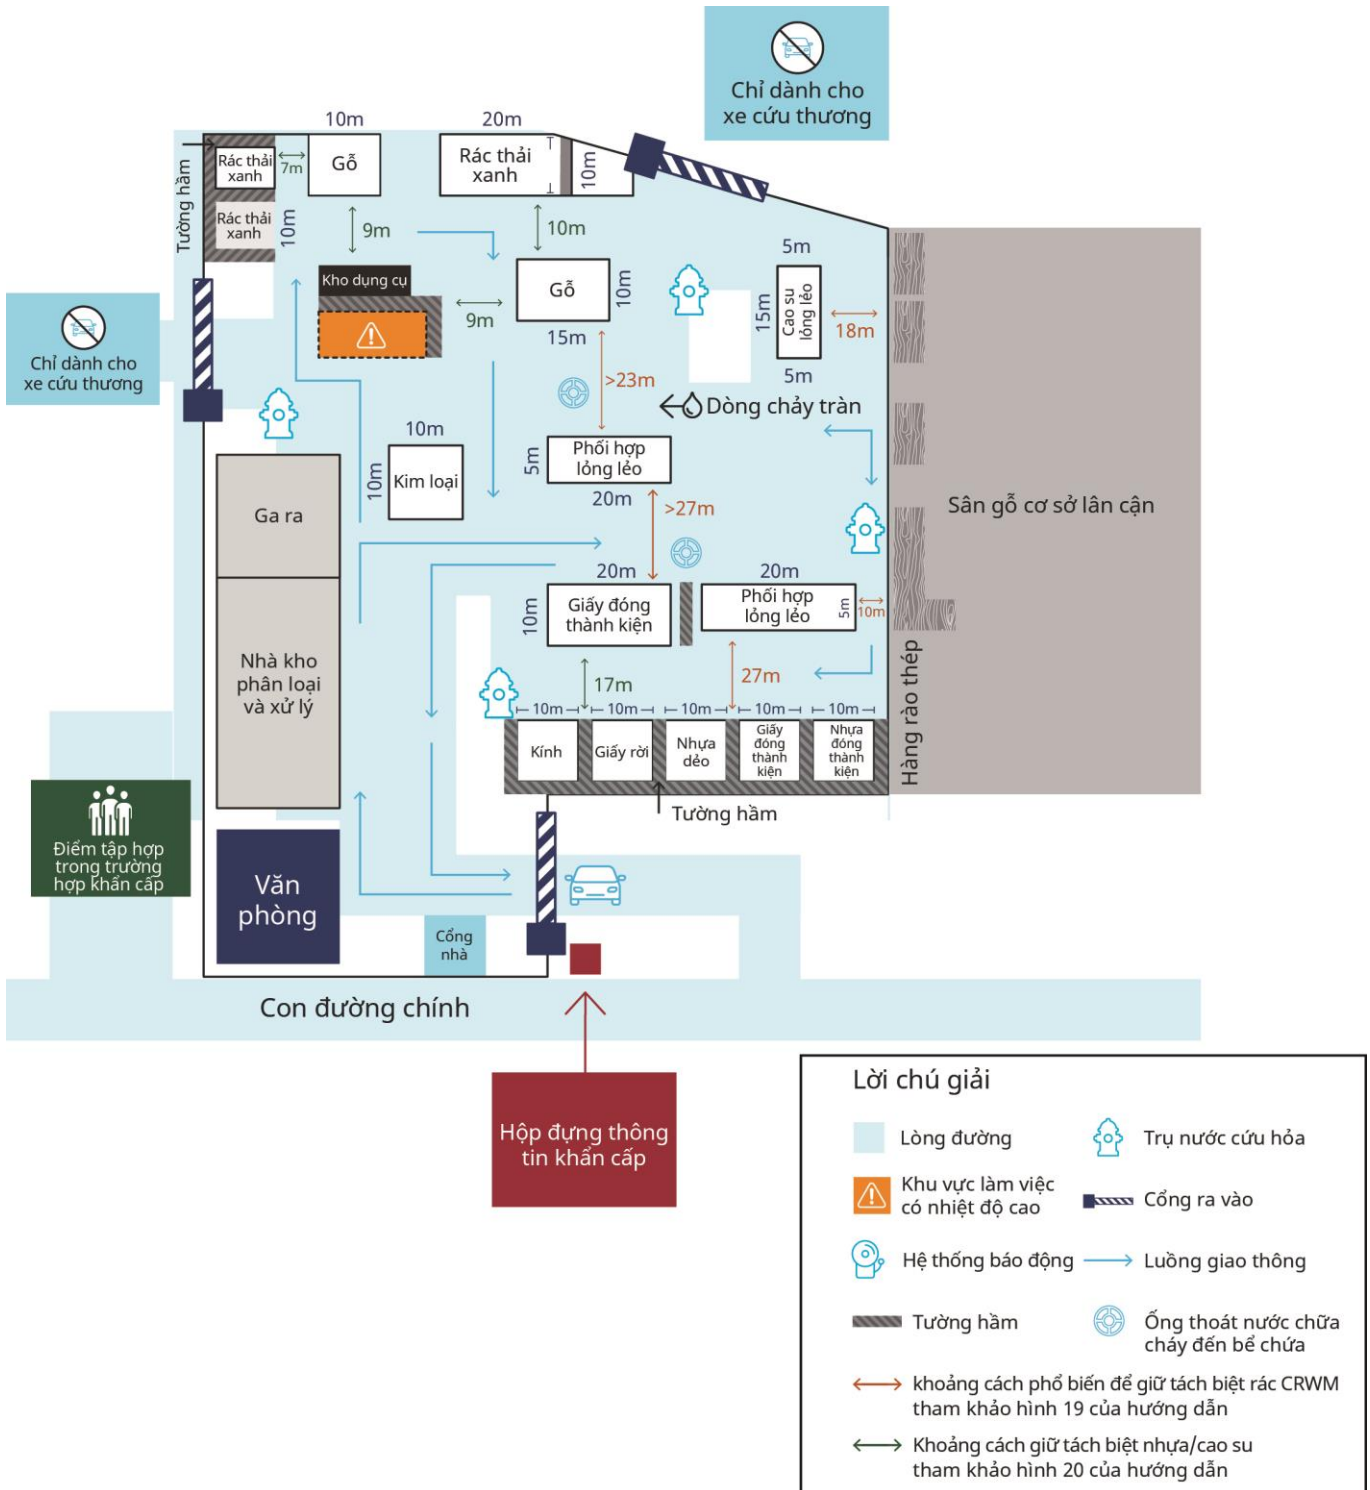 Chỉ dành cho
xe cứu thương
10m
20m
Tường hầm
Rác thải
xanh
7m
Gỗ
Rác thải
xanh
10m
Rác thải
xanh
10m
9m
10m
Kho dụng cụ
9m
Gỗ
10m
15m
5m
15m
Cao su
lỏng lẻo
18m
5m
Chỉ dành cho
xe cứu thương
>23m
Dòng chảy tràn
10m
10m
Kim loại
5m
Phối hợp
lỏng lẻo
20m
>27m
Ga ra
Sân gỗ cơ sở lân cận
20m
10m
Giấy đóng
thành kiện
20m
Phối hợp
lỏng lẻo
5m
10m
Nhà kho
phân loại
và xử lý
17m
27m
Hàng rào thép
10m
10m
10m
10m
10m
Kính
Giấy rời
Nhựa
dẻo
Giấy
đóng
thành
kiện
Nhựa
đóng
thành
kiện
Tường hầm
Điểm tập hợp
trong trường
hợp khẩn cấp
Văn
phòng
Cổng
nhà
Con đường chính
Hộp đựng thông
tin khẩn cấp
Lời chú giải
Lòng đường
Trụ nước cứu hỏa
Khu vực làm việc
có nhiệt độ cao
Cổng ra vào
Hệ thống báo động
Luồng giao thông
Tường hầm
Ống thoát nước chữa
cháy đến bể chứa
khoảng cách phổ biến để giữ tách biệt rác CRWM
tham khảo hình 19 của hướng dẫn
Khoảng cách giữ tách biệt nhựa/cao su
tham khảo hình 20 của hướng dẫn